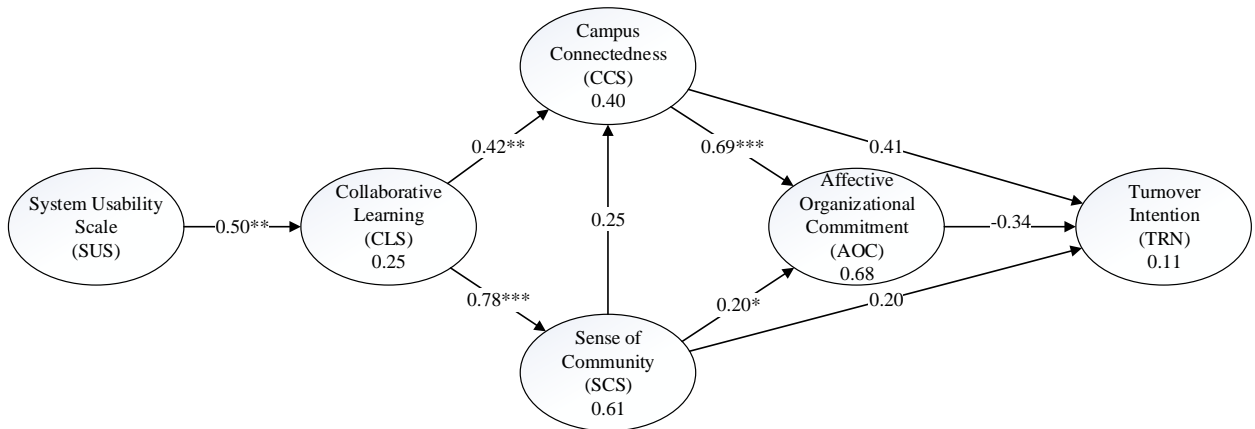 System Usability
Scale
(SUS)
0.50**
Collaborative
Learning
(CLS)
0.25
0.42**
0.78***
Campus
Connectedness
(CCS)
0.40
0.25
Sense of
Community
(SCS)
0.61
0.69***
0.41
0.20*
0.20
Affective
Organizational
Commitment
(AOC)
0.68
-0.34
Turnover
Intention
(TRN)
0.11